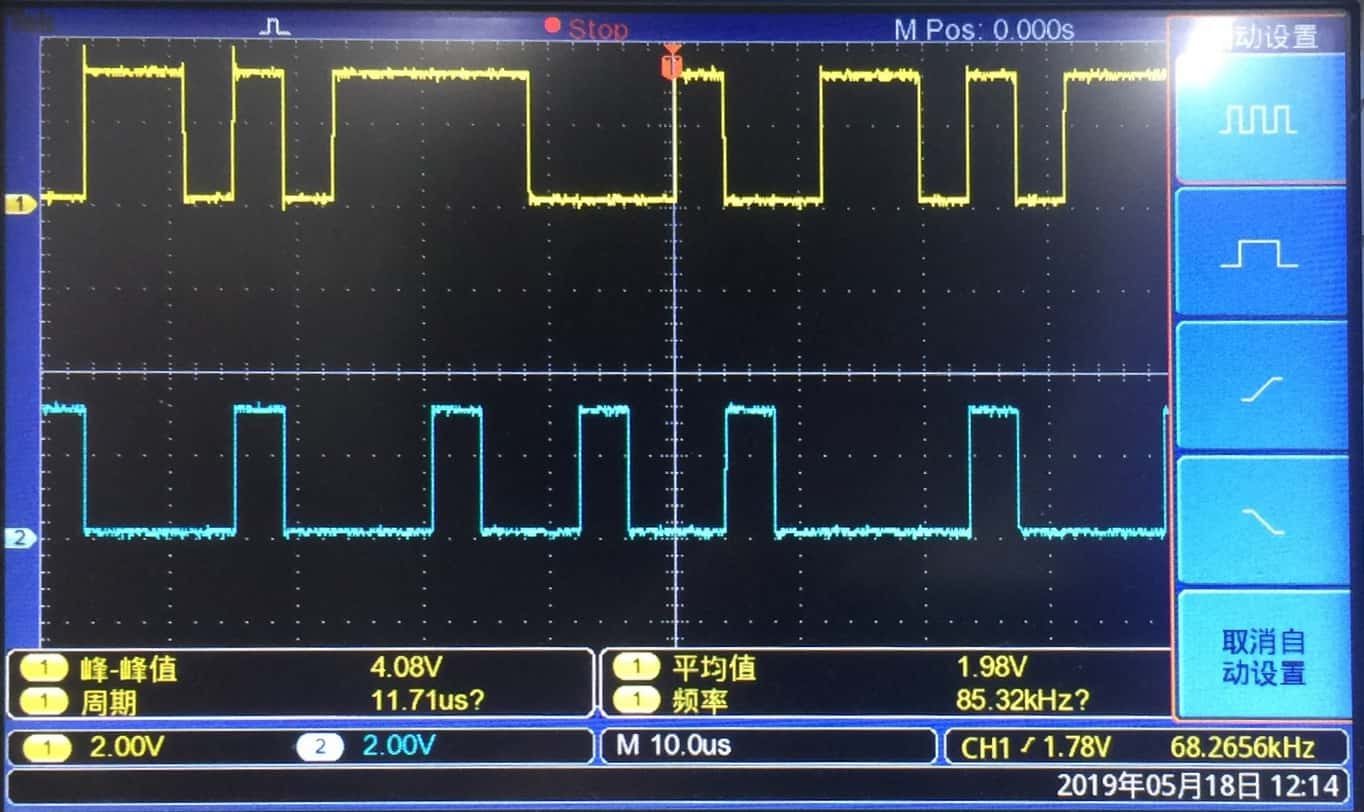 Stop
M Pos: 0.000s
动设置
T
1
2
1 峰-峰值 4.08V
1 周期 11.71us?
1 平均值 1.98V
1 频率 85.32kHz?
取消自
动设置
1 2.00V 2 2.00V
M 10.0us
CH1 1.78V 68.2656kHz
2019年05月18日 12:14